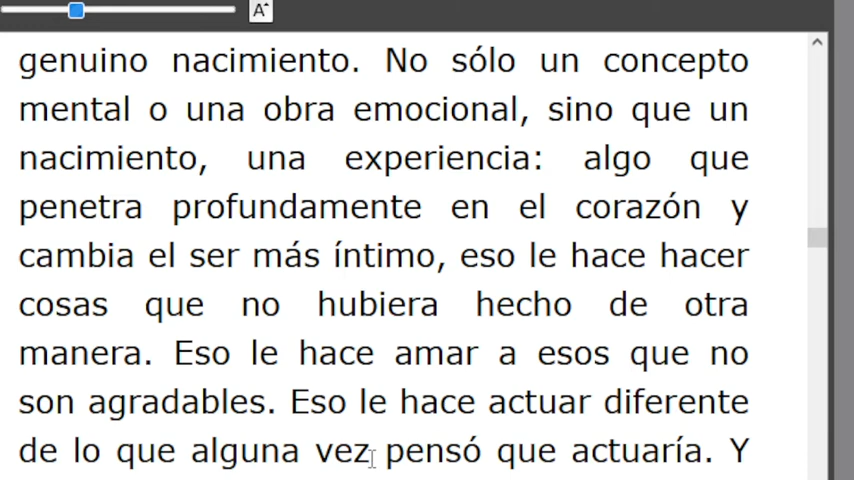 A
genuino nacimiento. No sólo un concepto
mental o una obra emocional, sino que un
nacimiento, una experiencia: algo que
penetra profundamente en el corazón y
cambia el ser más íntimo, eso le hace hacer
cosas que no hubiera hecho de otra
manera. Eso le hace amar a esos que no
son agradables. Eso le hace actuar diferente
de lo que alguna vez pensó que actuaría. Y